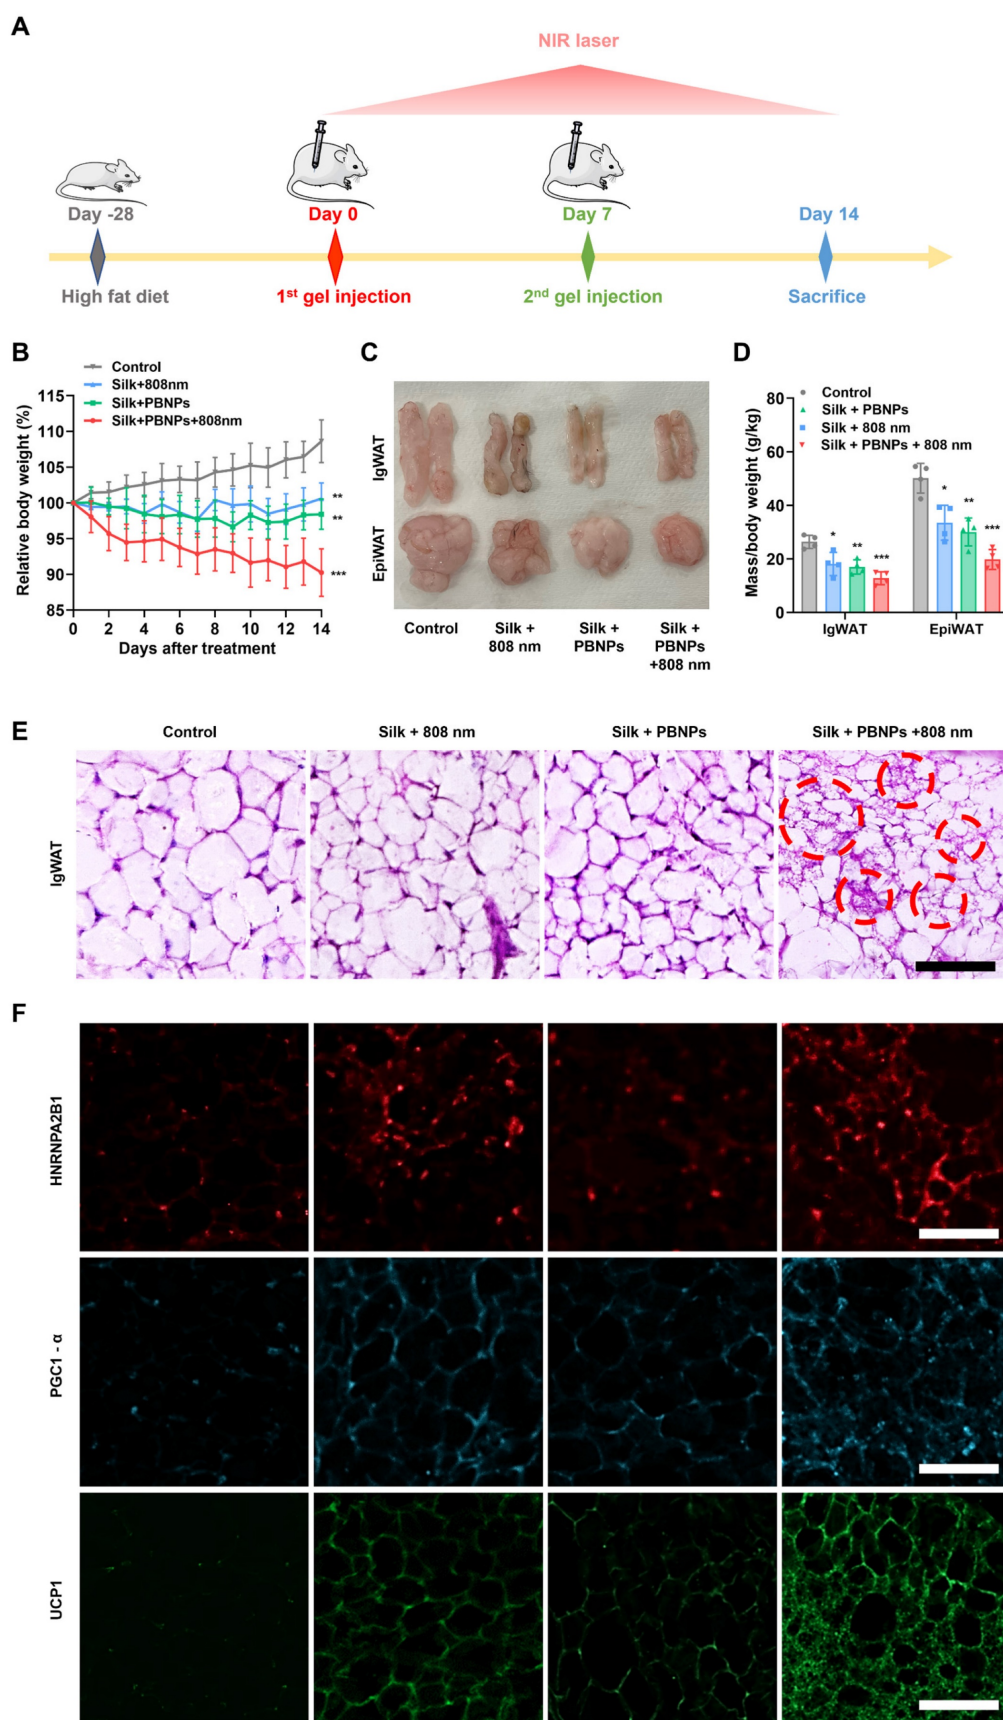 A
NIR laser
Day -28
Day 0
Day 7
Day 14
High fat diet
1st gel injection
2nd gel injection
Sacrifice
B
Control
Silk+808nm
Silk+PBNPs
Silk+PBNPs+808nm
Relative body weight (%)
115
110
105
100
95
90
85
**
**
***
0 2 4 6 8 10 12 14
Days after treatment
C
IgWAT
EpiWAT
Control
Silk +
808 nm
Silk +
PBNPs
Silk +
PBNPs
+808 nm
D
Control
Silk + PBNPs
Silk + 808 nm
Silk + PBNPs + 808 nm
Mass/body weight (g/kg)
80
60
40
20
0
* ** ***
* ** ***
IgWAT EpiWAT
E
Control
Silk + 808 nm
Silk + PBNPs
Silk + PBNPs +808 nm
IgWAT
F
HNRNPA2B1
PGC1 - α
UCP1